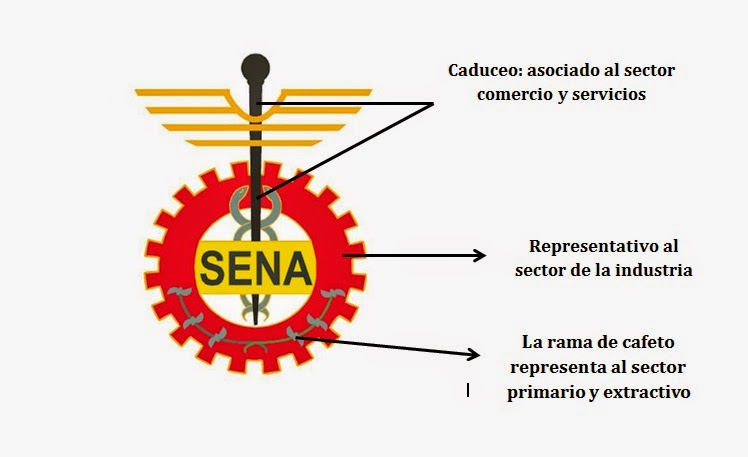 Caduceo: asociado al sector
comercio y servicios
SENA
Representativo al
sector de la industria
La rama de cafeto
representa al sector
primario y extractivo